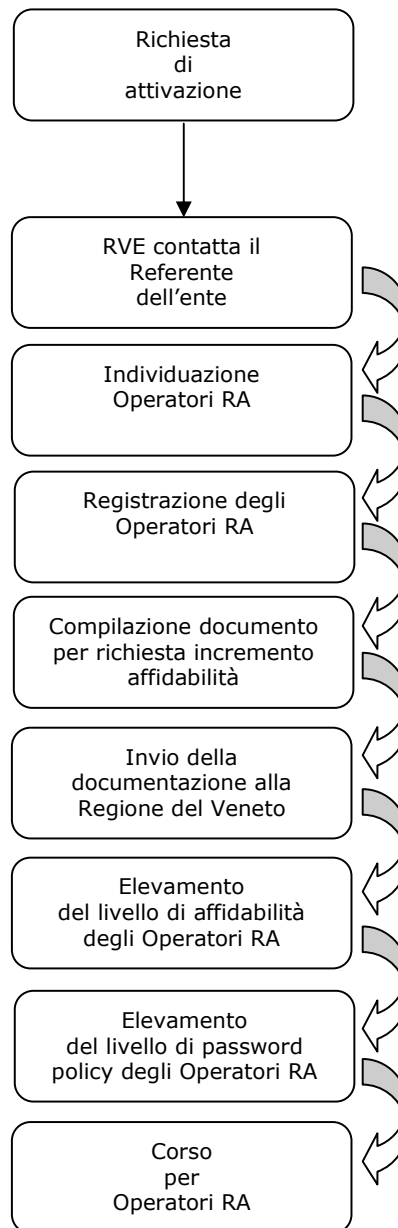 Richiesta
di
attivazione
RVE contatta il
Referente
dell’ente
Individuazione
Operatori RA
Registrazione degli
Operatori RA
Compilazione documento
per richiesta incremento
affidabilità
Invio della
documentazione alla
Regione del Veneto
Elevamento
del livello di affidabilità
degli Operatori RA
Elevamento
del livello di password
policy degli Operatori RA
Corso
per
Operatori RA